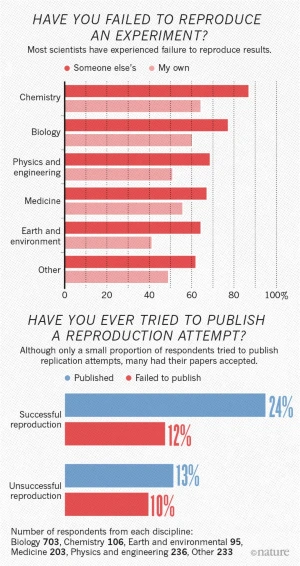 HAVE YOU FAILED TO REPRODUCE
AN EXPERIMENT?
Most scientists have experienced failure to reproduce results.
Someone else's My own
Chemistry
Biology
Physics and
engineering
Medicine
Earth and
environment
Other
0 20 40 60 80 100%
HAVE YOU EVER TRIED TO PUBLISH
A REPRODUCTION ATTEMPT?
Although only a small proportion of respondents tried to publish
replication attempts, many had their papers accepted.
Published Failed to publish
Successful
reproduction
24%
12%
Unsuccessful
reproduction
13%
10%
Number of respondents from each discipline:
Biology 703, Chemistry 106, Earth and environmental 95,
Medicine 203, Physics and engineering 236, Other 233
©nature